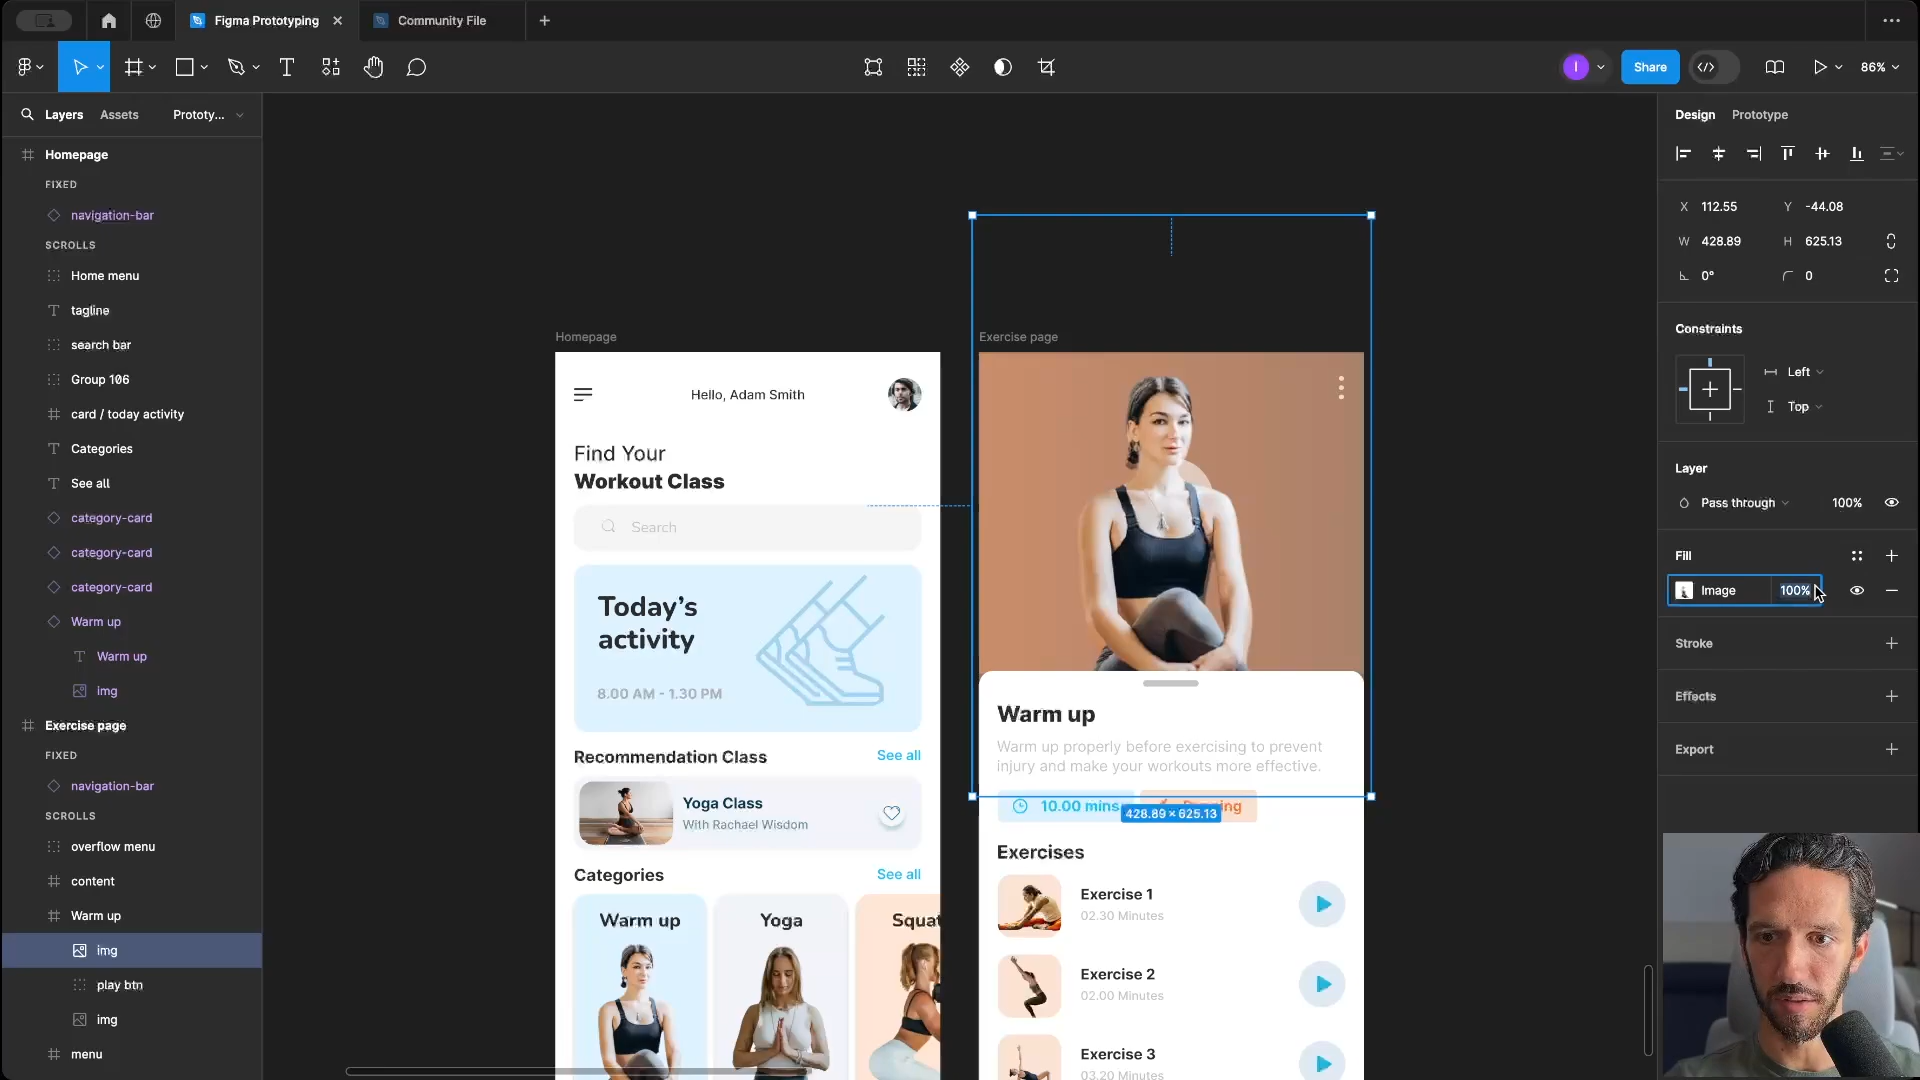 Figma Prototyping
Community File
I
Share
86%
Layers
Assets
Prototy...
Homepage
FIXED
navigation-bar
SCROLLS
Home menu
tagline
search bar
Group 106
card / today activity
Categories
See all
category-card
category-card
category-card
Warm up
Warm up
img
Exercise page
FIXED
navigation-bar
SCROLLS
overflow menu
content
Warm up
img
play btn
img
menu
Homepage
Hello, Adam Smith
Find Your
Workout Class
Search
Today’s
activity
8.00 AM - 1.30 PM
Recommendation Class
See all
Yoga Class
With Rachael Wisdom
Categories
See all
Warm up
Yoga
Squat
Exercise page
Warm up
Warm up properly before exercising to prevent
injury and make your workouts more effective.
10.00 mins
428.89 × 625.13
Exercises
Exercise 1
02.30 Minutes
Exercise 2
02.00 Minutes
Exercise 3
03.20 Minutes
Design
Prototype
X 112.55
Y -44.08
W 428.89
H 625.13
0°
0
Constraints
Left
Top
Layer
Pass through
100%
Fill
Image
100%
Stroke
Effects
Export